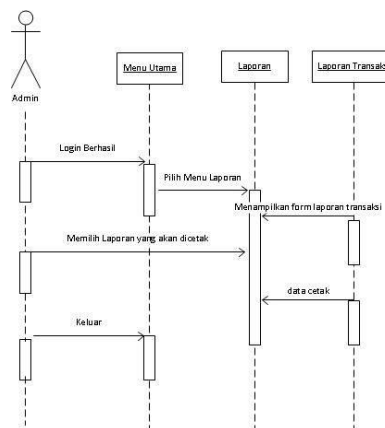 Menu Utama
Laporan
Laporan Transaks
Admin
Login Berhasil
Pilih Menu Laporan
Menampilkan form laporan transaksi
Memilih Laporan yang akan dicetak
data cetak
Keluar